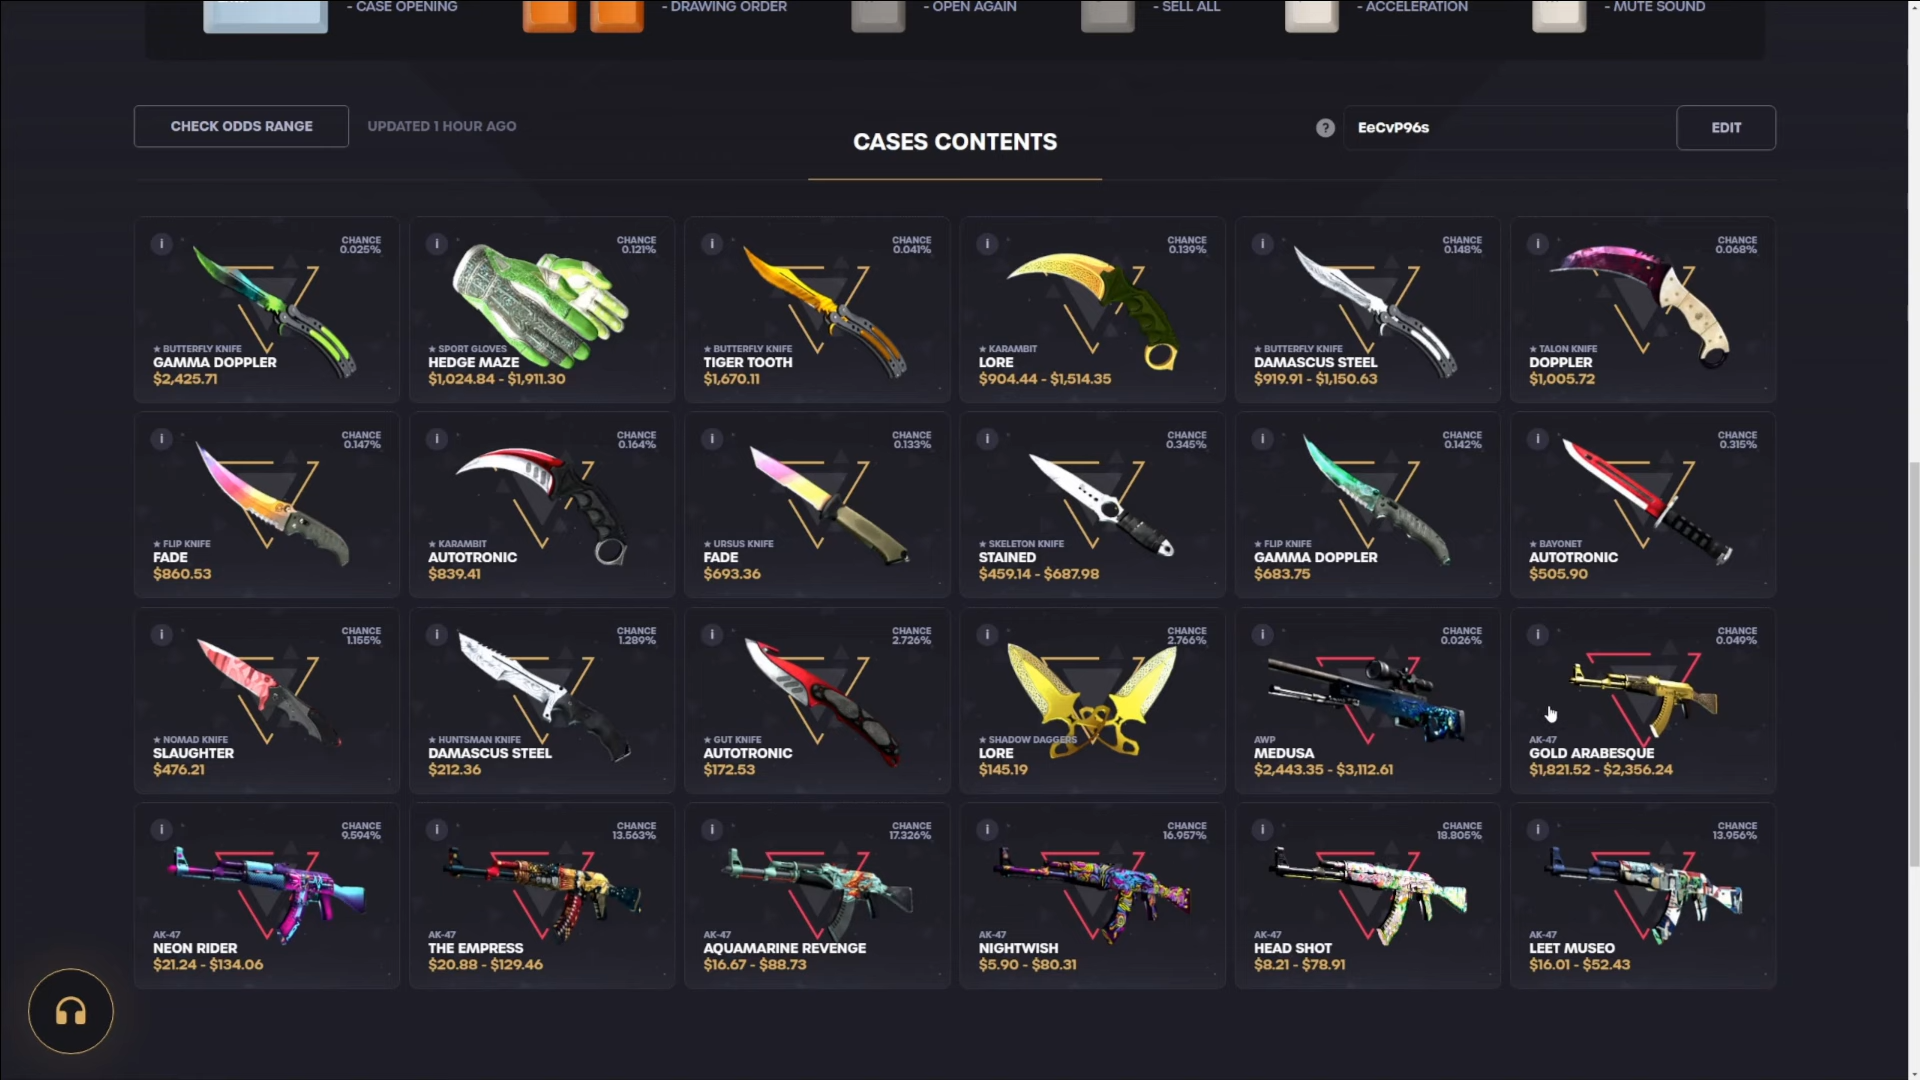 - CASE OPENING
- DRAWING ORDER
- OPEN AGAIN
- SELL ALL
- ACCELERATION
- MUTE SOUND
CHECK ODDS RANGE
UPDATED 1 HOUR AGO
CASES CONTENTS
?
EeCvP96s
EDIT
i
CHANCE
0.025%
★ BUTTERFLY KNIFE
GAMMA DOPPLER
$2,425.71
i
CHANCE
0.121%
★ SPORT GLOVES
HEDGE MAZE
$1,024.84 - $1,911.30
i
CHANCE
0.041%
★ BUTTERFLY KNIFE
TIGER TOOTH
$1,670.11
i
CHANCE
0.139%
★ KARAMBIT
LORE
$904.44 - $1,514.35
i
CHANCE
0.148%
★ BUTTERFLY KNIFE
DAMASCUS STEEL
$919.91 - $1,150.63
i
CHANCE
0.068%
★ TALON KNIFE
DOPPLER
$1,005.72
i
CHANCE
0.147%
★ FLIP KNIFE
FADE
$860.53
i
CHANCE
0.164%
★ KARAMBIT
AUTOTRONIC
$839.41
i
CHANCE
0.133%
★ URSUS KNIFE
FADE
$693.36
i
CHANCE
0.345%
★ SKELETON KNIFE
STAINED
$459.14 - $687.98
i
CHANCE
0.142%
★ FLIP KNIFE
GAMMA DOPPLER
$683.75
i
CHANCE
0.315%
★ BAYONET
AUTOTRONIC
$505.90
i
CHANCE
1.155%
★ NOMAD KNIFE
SLAUGHTER
$476.21
i
CHANCE
1.289%
★ HUNTSMAN KNIFE
DAMASCUS STEEL
$212.36
i
CHANCE
2.726%
★ GUT KNIFE
AUTOTRONIC
$172.53
i
CHANCE
2.766%
★ SHADOW DAGGERS
LORE
$145.19
i
CHANCE
0.026%
AWP
MEDUSA
$2,443.35 - $3,112.61
i
CHANCE
0.049%
AK-47
GOLD ARABESQUE
$1,821.52 - $2,356.24
i
CHANCE
9.594%
AK-47
NEON RIDER
$21.24 - $134.06
i
CHANCE
13.563%
AK-47
THE EMPRESS
$20.88 - $129.46
i
CHANCE
17.326%
AK-47
AQUAMARINE REVENGE
$16.67 - $88.73
i
CHANCE
16.957%
AK-47
NIGHTWISH
$5.90 - $80.31
i
CHANCE
18.805%
AK-47
HEAD SHOT
$8.21 - $78.91
i
CHANCE
13.956%
AK-47
LEET MUSEO
$16.01 - $52.43